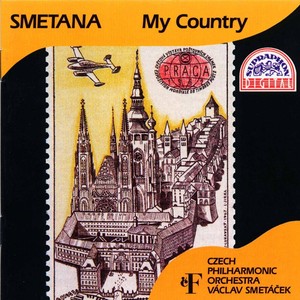 SMETANA My Country
SUPRAPHON
DIGITAL
PRAGA
CZECH
PHILHARMONIC
ORCHESTRA
VÁCLAV SMETÁČEK